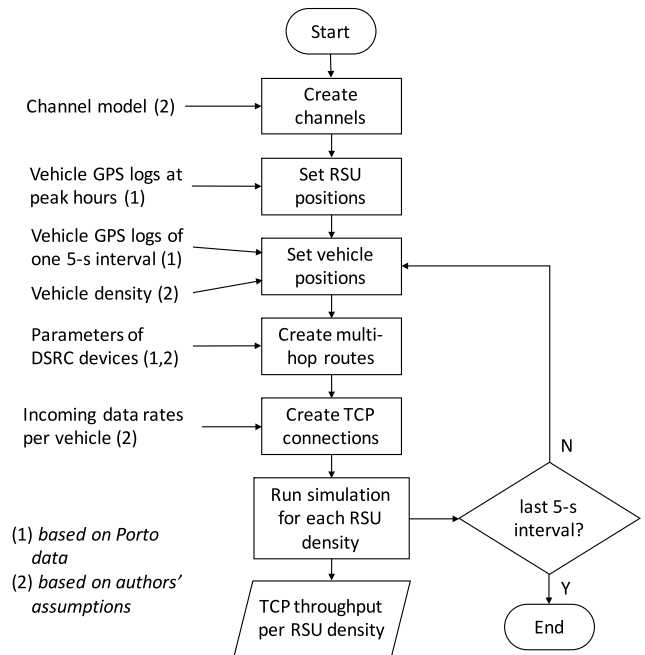 Start
Channel model (2)
Create
channels
Vehicle GPS logs at
peak hours (1)
Set RSU
positions
Vehicle GPS logs of
one 5-s interval (1)
Vehicle density (2)
Set vehicle
positions
Parameters of
DSRC devices (1,2)
Create multi-
hop routes
Incoming data rates
per vehicle (2)
Create TCP
connections
Run simulation
for each RSU
density
last 5-s
interval?
N
Y
(1) based on Porto
data
(2) based on authors’
assumptions
TCP throughput
per RSU density
End